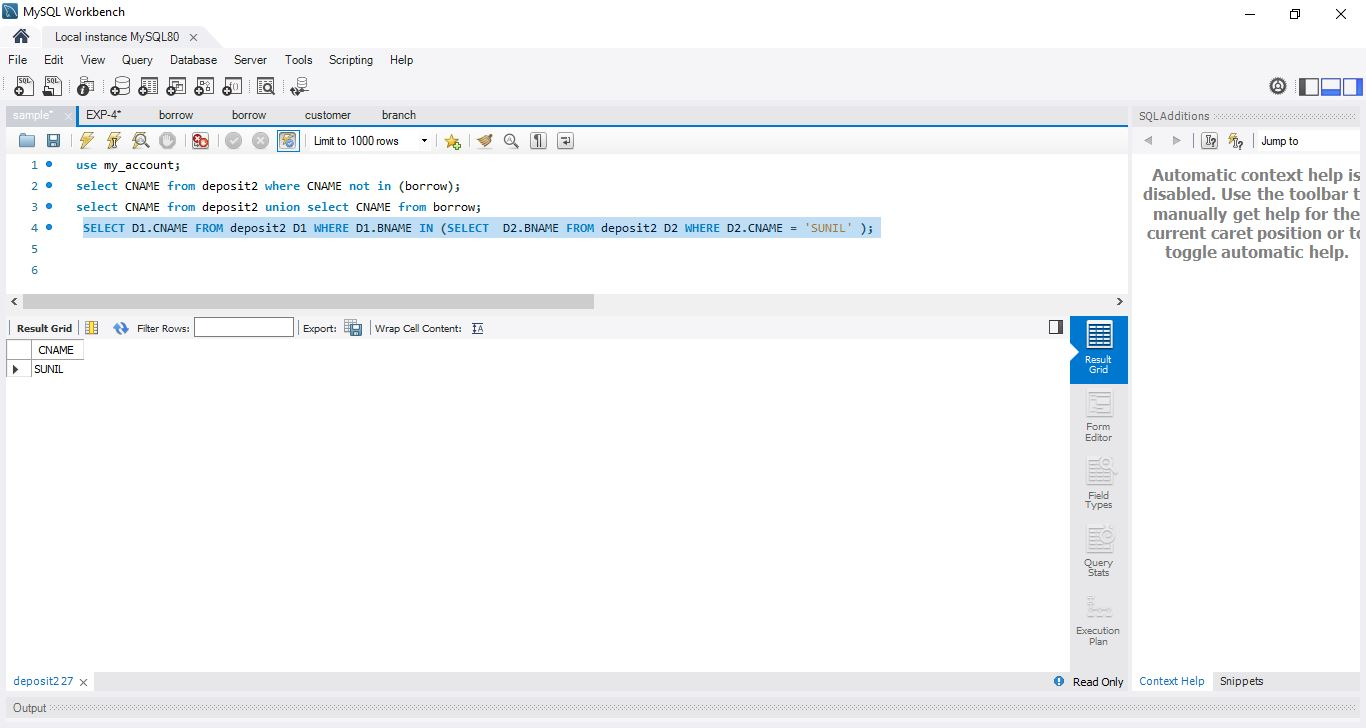 MySQL Workbench
Local instance MySQL80
File Edit View Query Database Server Tools Scripting Help
sample* EXP-4* borrow borrow customer branch
SQLAdditions
Limit to 1000 rows
Jump to
1 use my_account;
2 select CNAME from deposit2 where CNAME not in (borrow);
3 select CNAME from deposit2 union select CNAME from borrow;
4 SELECT D1.CNAME FROM deposit2 D1 WHERE D1.BNAME IN (SELECT D2.BNAME FROM deposit2 D2 WHERE D2.CNAME = 'SUNIL' );
5
6
Automatic context help is
disabled. Use the toolbar t
manually get help for the
current caret position or to
toggle automatic help.
Result Grid Filter Rows: Export: Wrap Cell Content:
CNAME
SUNIL
Result
Grid
Form
Editor
Field
Types
Query
Stats
Execution
Plan
deposit2 27
Read Only
Context Help Snippets
Output